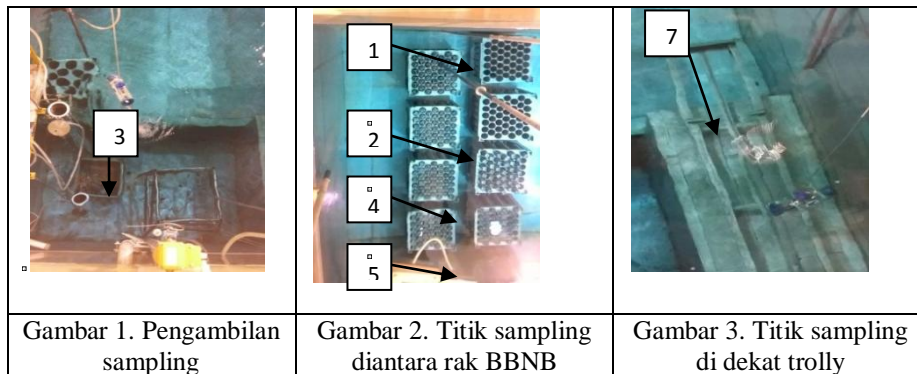 3
1
2
4
5
7
Gambar 1. Pengambilan
sampling
Gambar 2. Titik sampling
diantara rak BBNB
Gambar 3. Titik sampling
di dekat trolly